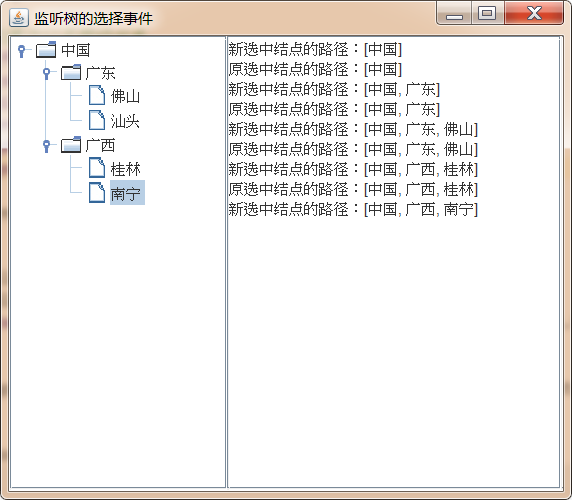 监听树的选择事件
中国
广东
佛山
汕头
广西
桂林
南宁
新选中结点的路径：[中国]
原选中结点的路径：[中国]
新选中结点的路径：[中国, 广东]
原选中结点的路径：[中国, 广东]
新选中结点的路径：[中国, 广东, 佛山]
原选中结点的路径：[中国, 广东, 佛山]
新选中结点的路径：[中国, 广西, 桂林]
原选中结点的路径：[中国, 广西, 桂林]
新选中结点的路径：[中国, 广西, 南宁]